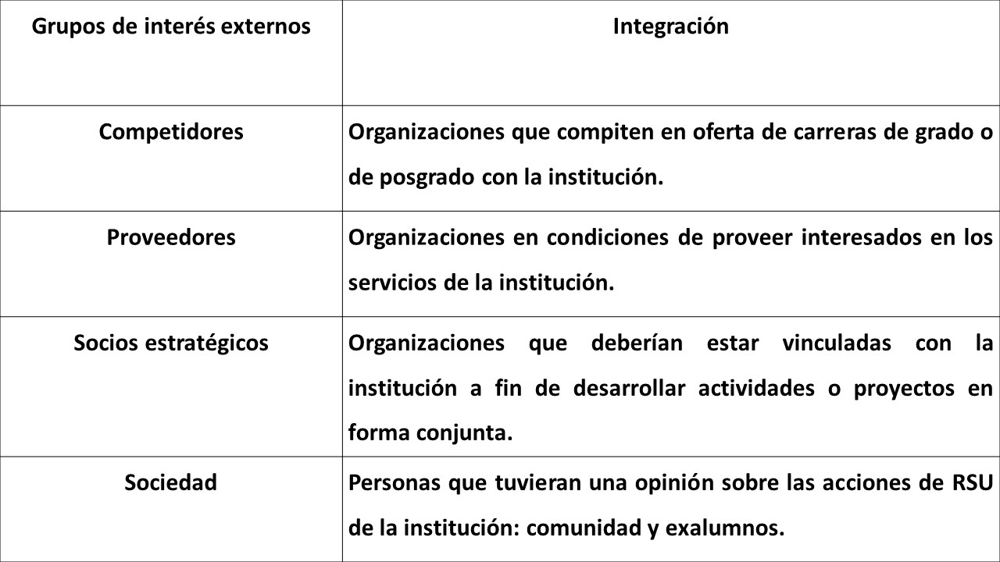 Grupos de interés externos
Integración
Competidores
Organizaciones que compiten en oferta de carreras de grado o
de posgrado con la institución.
Proveedores
Organizaciones en condiciones de proveer interesados en los
servicios de la institución.
Socios estratégicos
Organizaciones que deberían estar vinculadas con la
institución a fin de desarrollar actividades o proyectos en
forma conjunta.
Sociedad
Personas que tuvieran una opinión sobre las acciones de RSU
de la institución: comunidad y exalumnos.